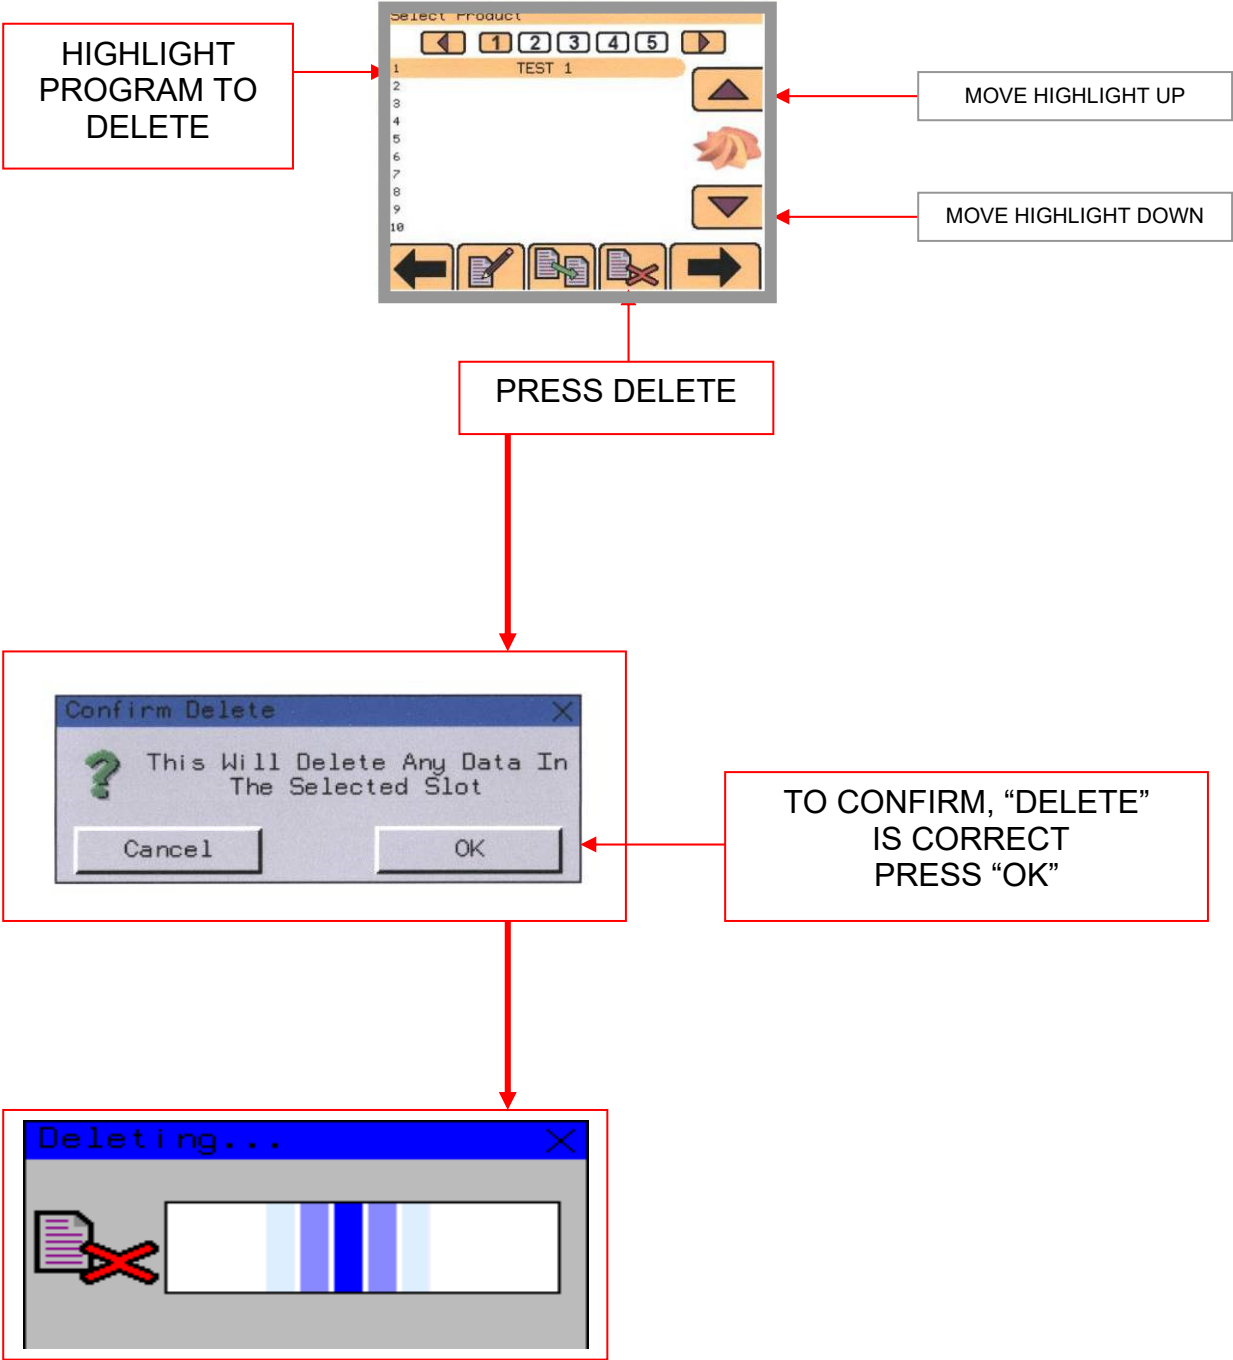 HIGHLIGHT
PROGRAM TO
DELETE
Select Product
1 2 3 4 5
1 TEST 1
2
3
4
5
6
7
8
9
10
MOVE HIGHLIGHT UP
MOVE HIGHLIGHT DOWN
PRESS DELETE
Confirm Delete
? This Will Delete Any Data In
The Selected Slot
Cancel OK
TO CONFIRM, “DELETE”
IS CORRECT
PRESS “OK”
Deleting...